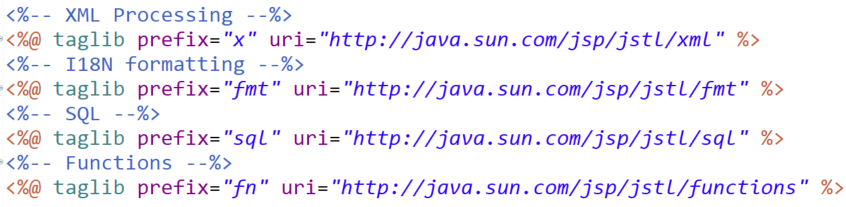 <%-- XML Processing --%>
<%@ taglib prefix="x" uri="http://java.sun.com/jsp/jstl/xml" %>
<%-- I18N formatting --%>
<%@ taglib prefix="fmt" uri="http://java.sun.com/jsp/jstl/fmt" %>
<%-- SQL --%>
<%@ taglib prefix="sql" uri="http://java.sun.com/jsp/jstl/sql" %>
<%-- Functions --%>
<%@ taglib prefix="fn" uri="http://java.sun.com/jsp/jstl/functions" %>